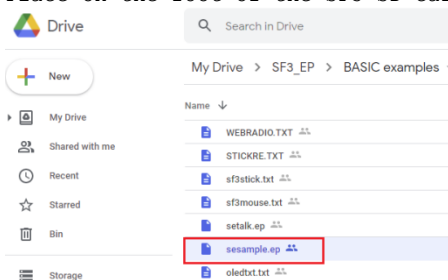 Drive
Search in Drive
New
My Drive > SF3_EP > BASIC examples
Name ↓
My Drive
WEBRADIO.TXT
Shared with me
STICKRE.TXT
Recent
sf3stick.txt
sf3mouse.txt
Starred
setalk.ep
Bin
sesample.ep
Storage
oledtxt.txt